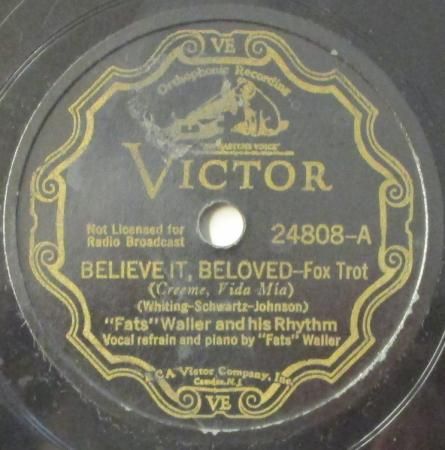 VE
Orthophonic Recording
"HIS MASTER'S VOICE"
VICTOR
Not Licensed for
Radio Broadcast
24808-A
BELIEVE IT, BELOVED—Fox Trot
(Creeme, Vida Mía)
(Whiting-Schwartz-Johnson)
"Fats" Waller and his Rhythm
Vocal refrain and piano by "Fats" Waller
RCA Victor Company, Inc.
Camden, N.J.
VE